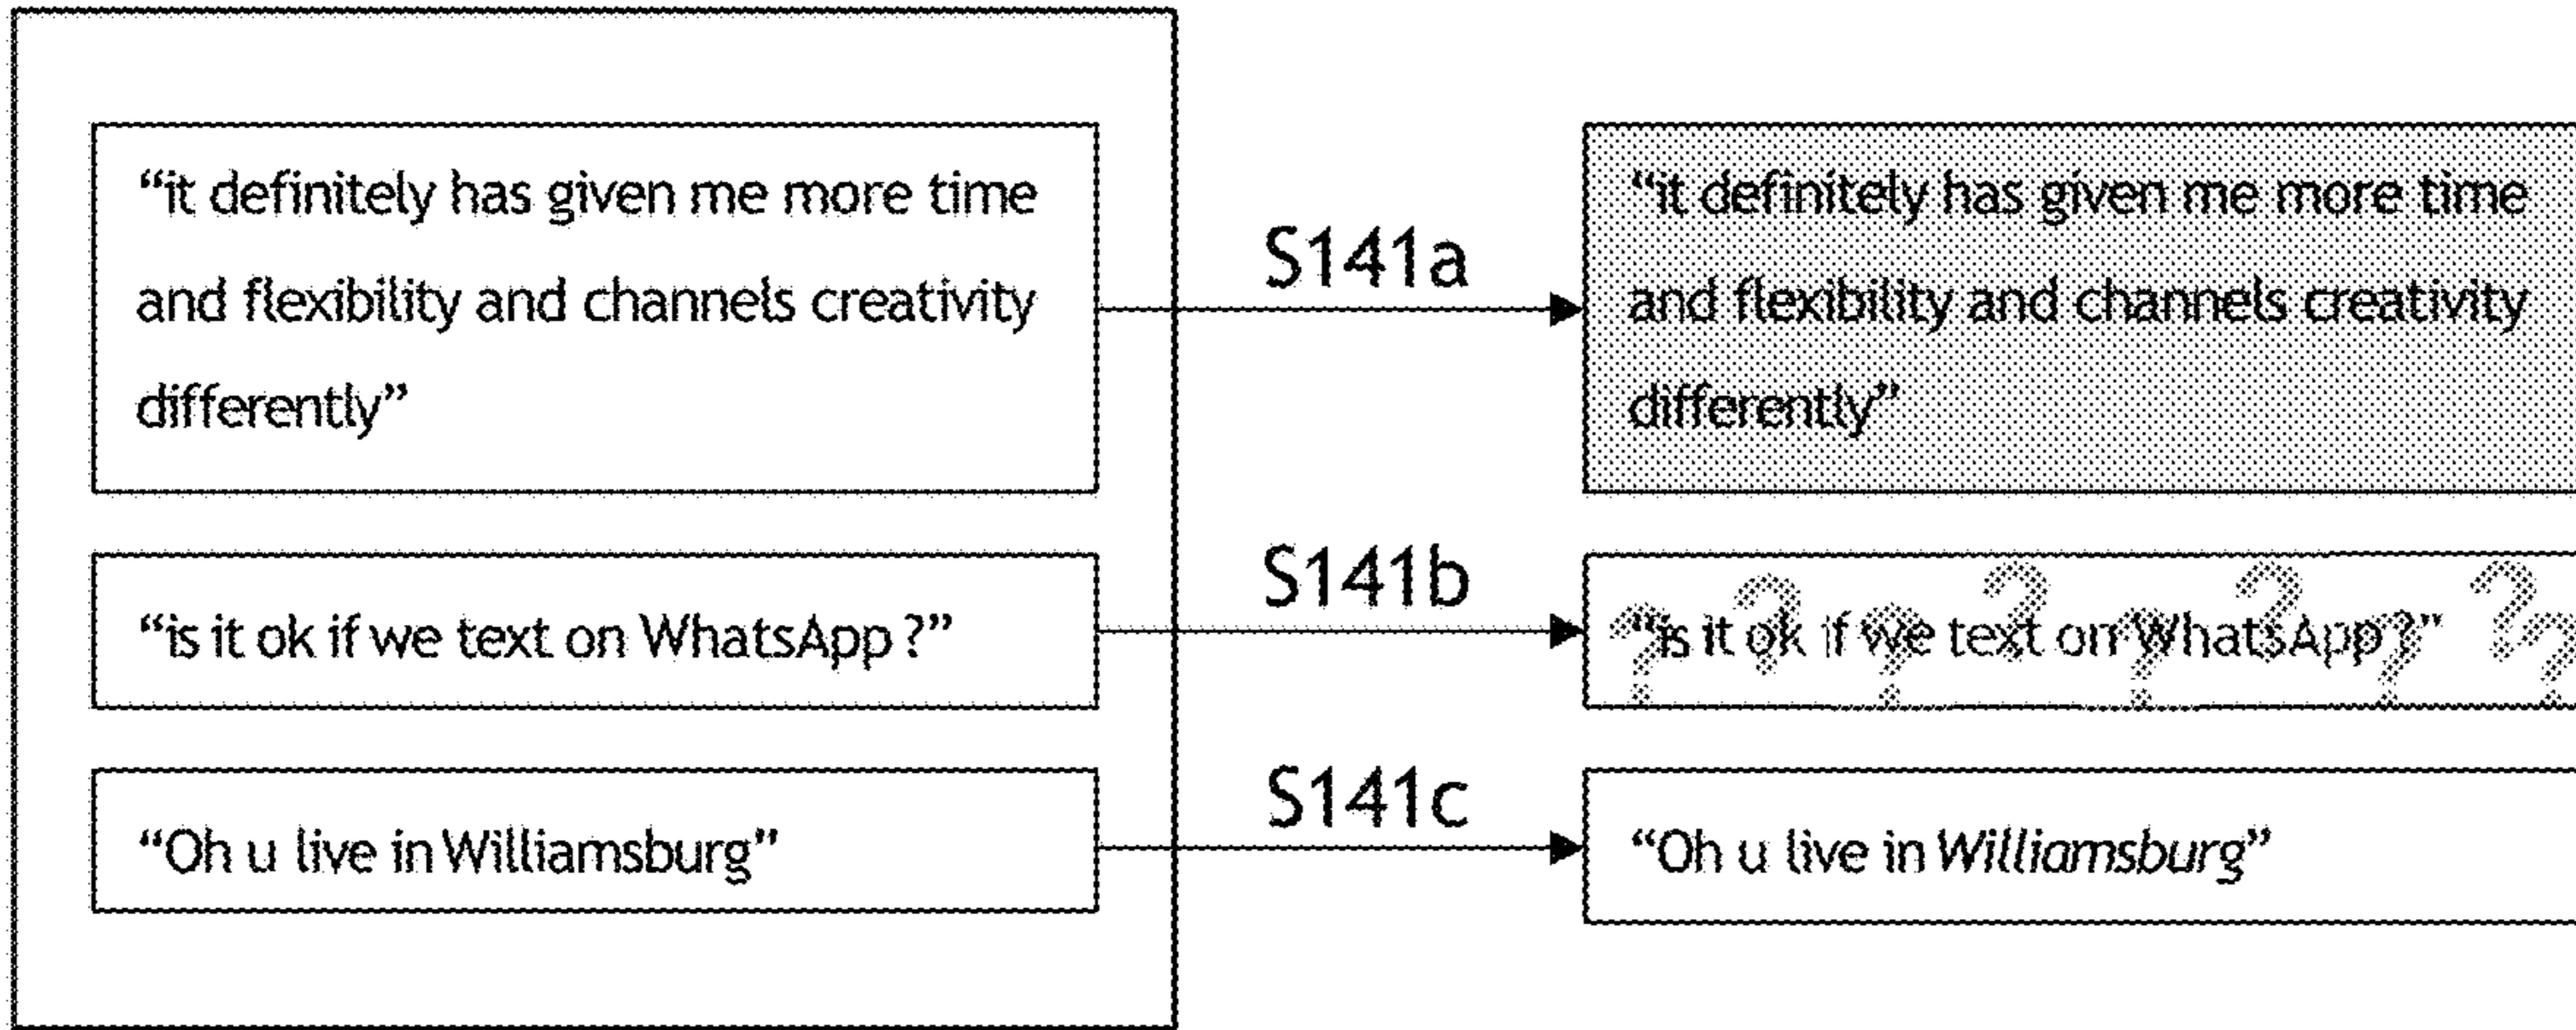 “it definitely has given me more time
and flexibility and channels creativity
differently”
S141a
“it definitely has given me more time
and flexibility and channels creativity
differently”
“is it ok if we text on WhatsApp ?”
S141b
“is it ok if we text on WhatsApp ?”
? ? ? ? ? ? ? ? ?
“Oh u live in Williamsburg”
S141c
“Oh u live in Williamsburg”